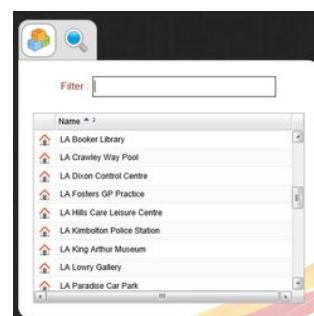 Filter :
Name 2
LA Booker Library
LA Crawley Way Pool
LA Dixon Control Centre
LA Fosters GP Practice
LA Hills Care Leisure Centre
LA Kimbolton Police Station
LA King Arthur Museum
LA Lowry Gallery
LA Paradise Car Park